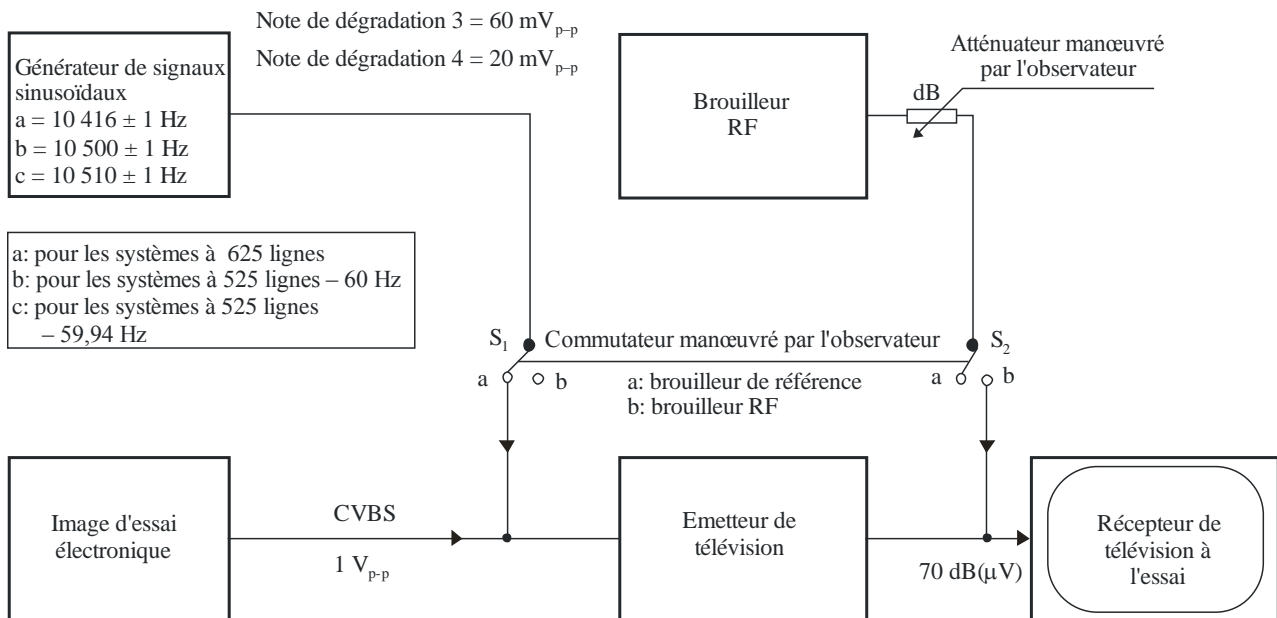 Note de dégradation 3 = 60 mVp–p
Note de dégradation 4 = 20 mVp–p
Générateur de signaux
sinusoïdaux
a = 10 416 ± 1 Hz
b = 10 500 ± 1 Hz
c = 10 510 ± 1 Hz
Brouilleur
RF
dB
Atténuateur manœuvré
par l'observateur
a: pour les systèmes à 625 lignes
b: pour les systèmes à 525 lignes – 60 Hz
c: pour les systèmes à 525 lignes
– 59,94 Hz
S1
Commutateur manœuvré par l'observateur
S2
a
b
a: brouilleur de référence
b: brouilleur RF
a
b
Image d'essai
électronique
CVBS
1 Vp-p
Emetteur de
télévision
70 dB(μV)
Récepteur de
télévision à
l'essai